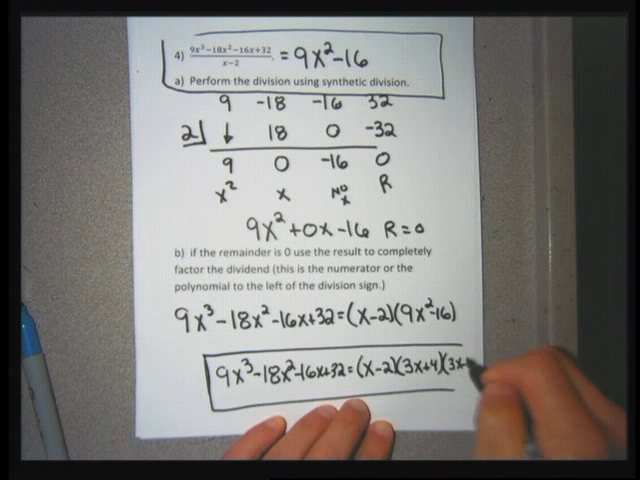 4) 9x³−18x²−16x+32 / x−2 . = 9x²-16
a) Perform the division using synthetic division.
9 -18 -16 32
2 ↓ 18 0 -32
9 0 -16 0
x² x NO x R
9x²+0x-16 R=0
b) if the remainder is 0 use the result to completely
factor the dividend (this is the numerator or the
polynomial to the left of the division sign.)
9x³-18x²-16x+32=(x-2)(9x²-16)
9x³-18x²-16x+32=(x-2)(3x+4)(3x-